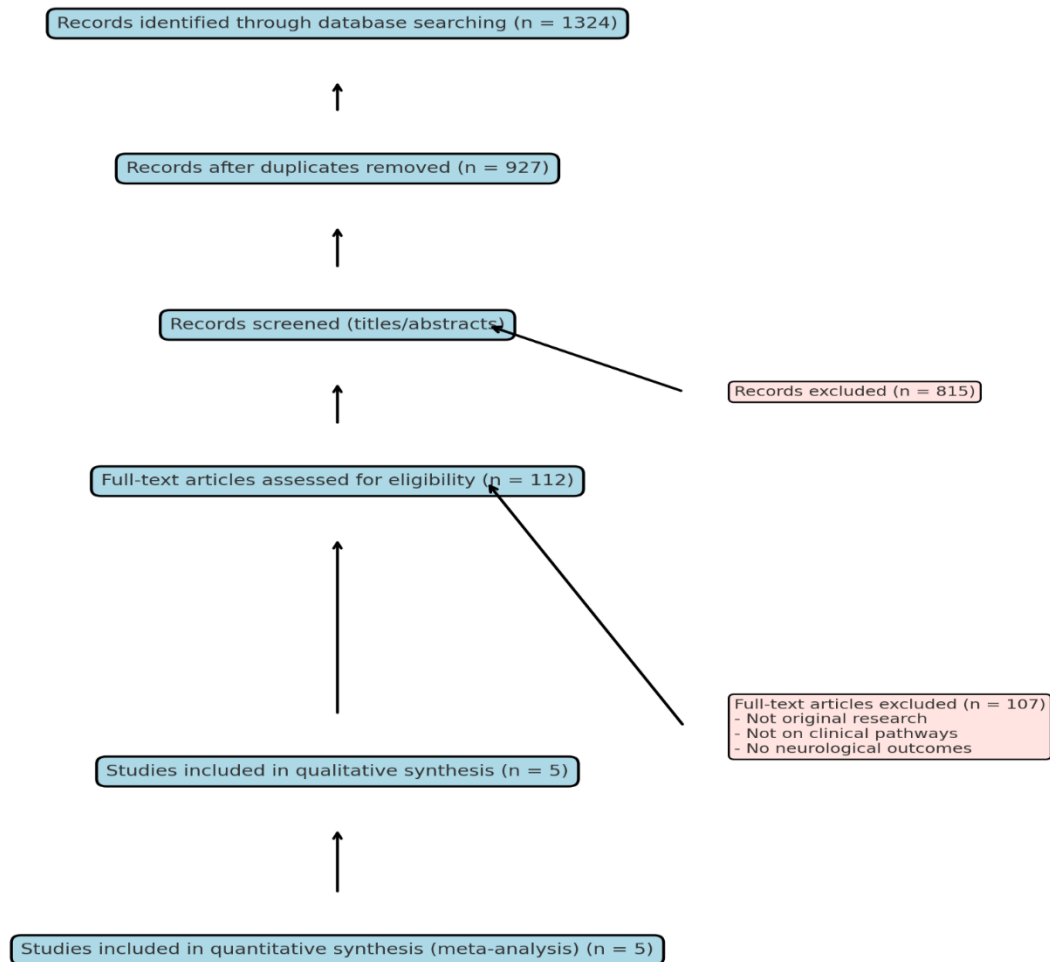 Records identified through database searching (n = 1324)
Records after duplicates removed (n = 927)
Records screened (titles/abstracts)
Records excluded (n = 815)
Full-text articles assessed for eligibility (n = 112)
Full-text articles excluded (n = 107)
- Not original research
- Not on clinical pathways
- No neurological outcomes
Studies included in qualitative synthesis (n = 5)
Studies included in quantitative synthesis (meta-analysis) (n = 5)